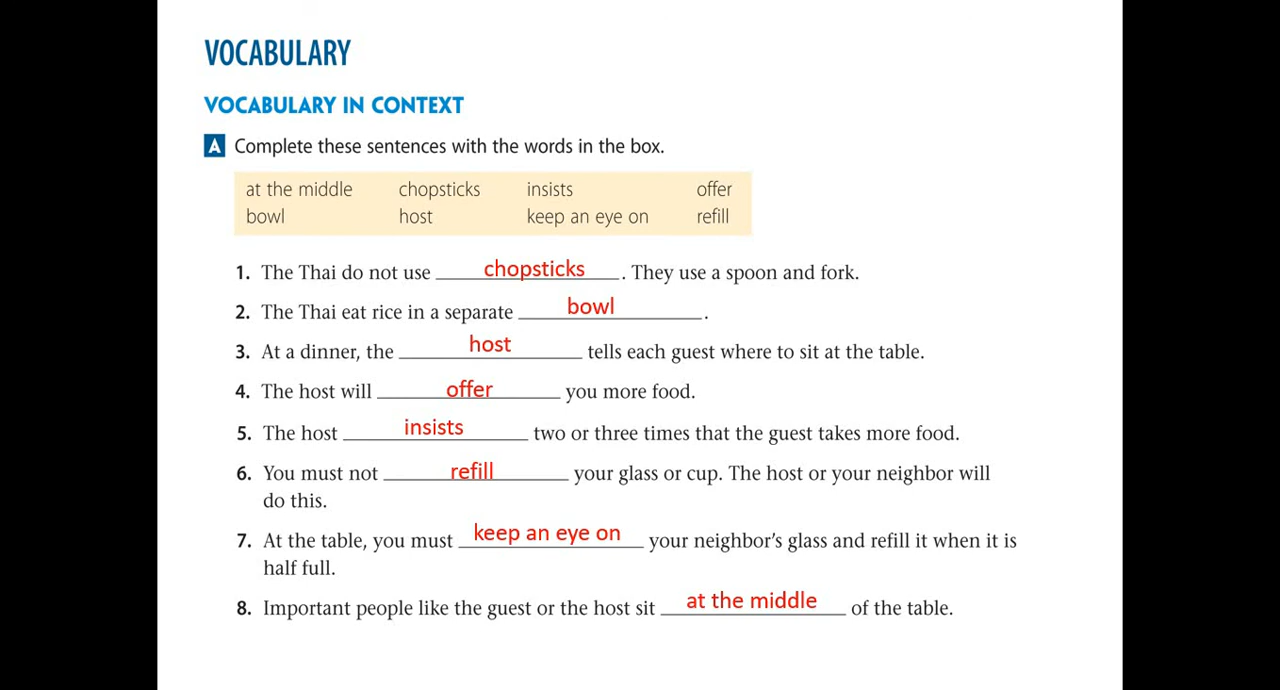 VOCABULARY
VOCABULARY IN CONTEXT
A Complete these sentences with the words in the box.
at the middle chopsticks insists offer
bowl host keep an eye on refill
1. The Thai do not use chopsticks. They use a spoon and fork.
2. The Thai eat rice in a separate bowl.
3. At a dinner, the host tells each guest where to sit at the table.
4. The host will offer you more food.
5. The host insists two or three times that the guest takes more food.
6. You must not refill your glass or cup. The host or your neighbor will
do this.
7. At the table, you must keep an eye on your neighbor's glass and refill it when it is
half full.
8. Important people like the guest or the host sit at the middle of the table.